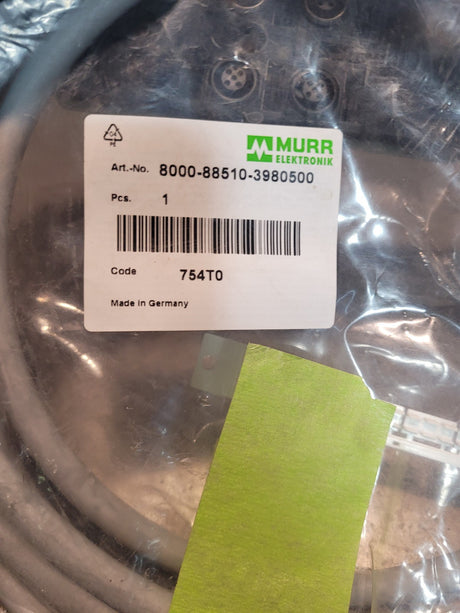 MURR
ELEKTRONIK
Art.-No. 8000-88510-3980500
Pcs. 1
Code 754T0
Made in Germany